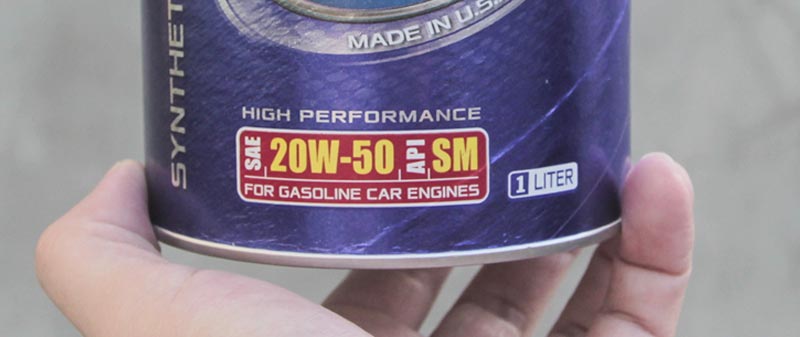 MADE IN U.S.
SYNTHET
HIGH PERFORMANCE
SAE 20W-50 API SM
FOR GASOLINE CAR ENGINES
1 LITER